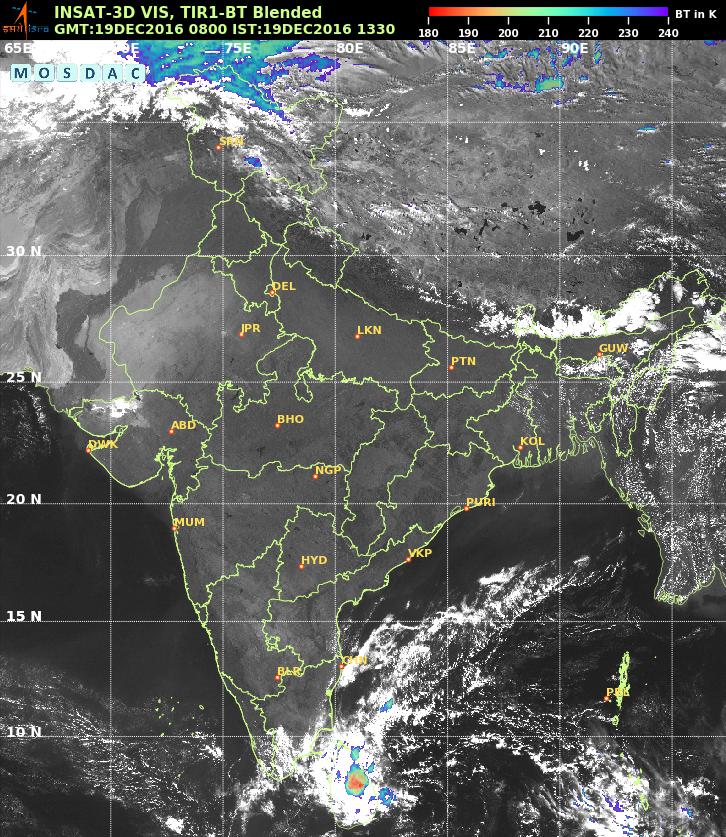 INSAT-3D VIS, TIR1-BT Blended
GMT:19DEC2016 0800 IST:19DEC2016 1330
BT in K
180 190 200 210 220 230 240
65E 75E 80E 85E 90E
M O S D A C
SRN
30 N
DEL
JPR LKN
GUW
PTN
25 N
ABD BHO
DWK KOL
NGP
20 N
PURI
MUM
VKP
HYD
15 N
CHN
BLR
PBL
10 N